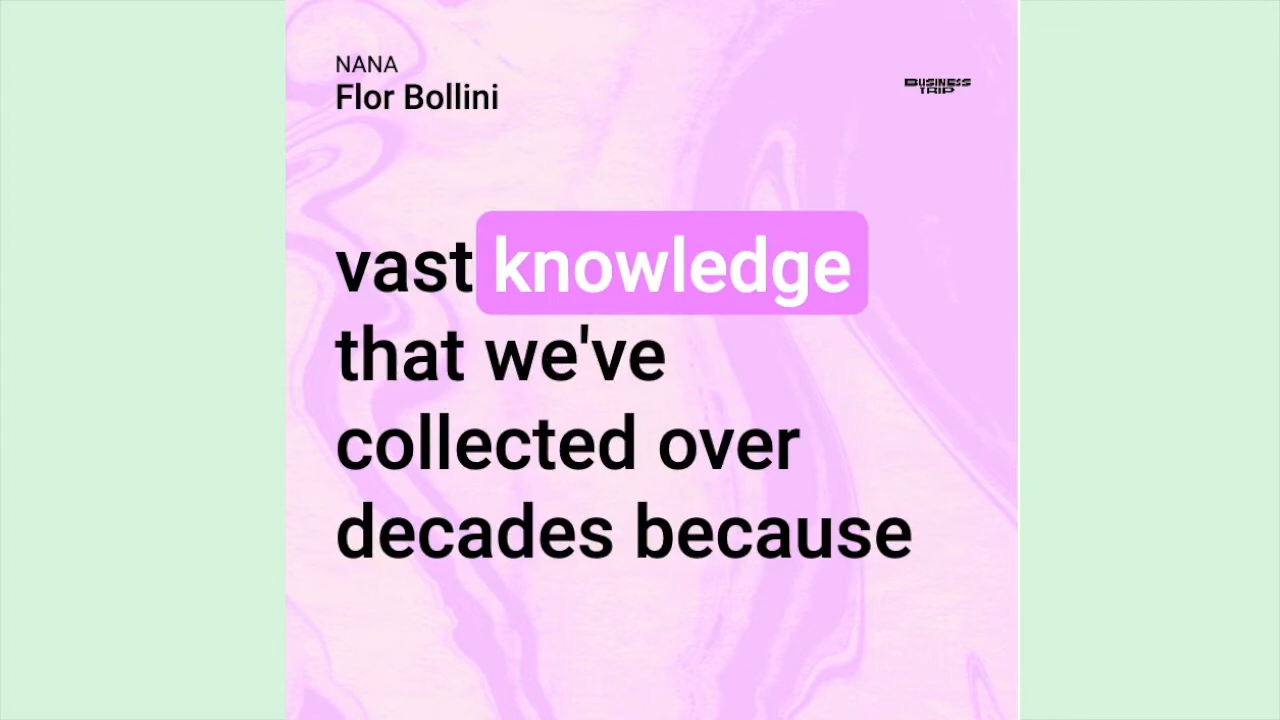 NANA
Flor Bollini
BUSINESS
TRIP
vast knowledge
that we've
collected over
decades because